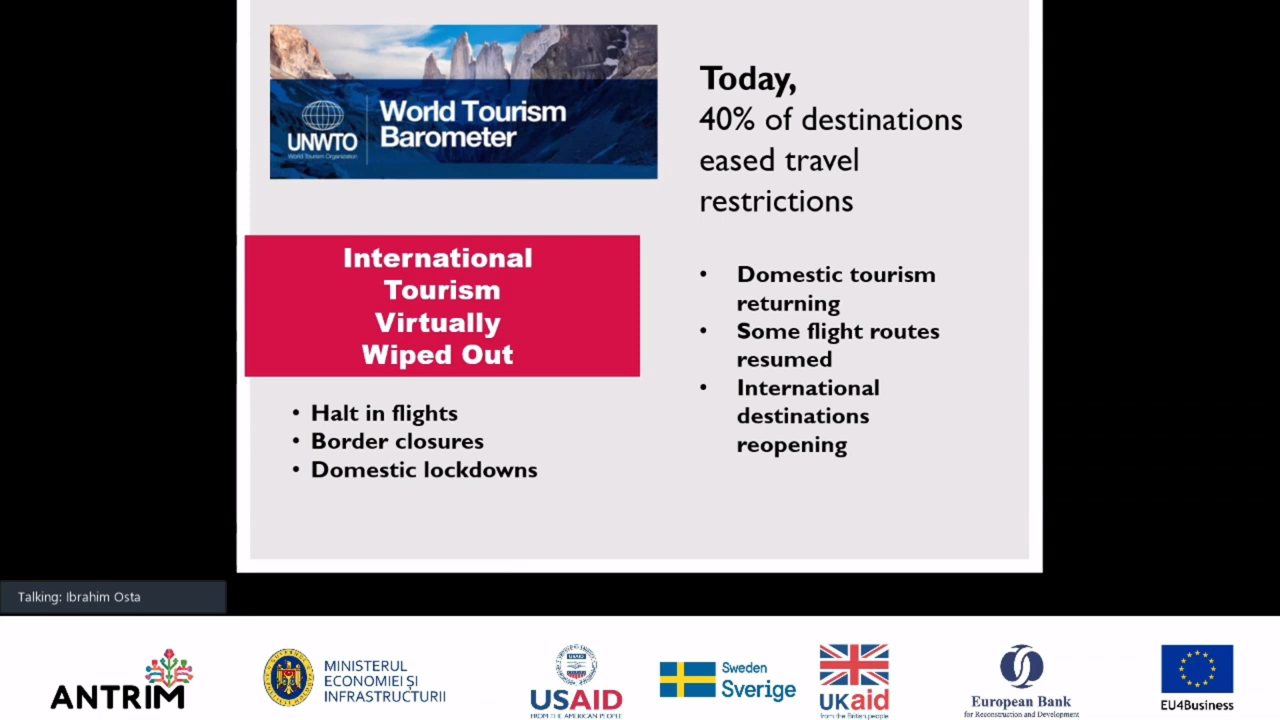 UNWTO
World Tourism Organization
World Tourism
Barometer
International
Tourism
Virtually
Wiped Out
• Halt in flights
• Border closures
• Domestic lockdowns
Today,
40% of destinations
eased travel
restrictions
• Domestic tourism
returning
• Some flight routes
resumed
• International
destinations
reopening
Talking: Ibrahim Osta
ANTRIM
MINISTERUL
ECONOMIEI ȘI
INFRASTRUCTURII
USAID
FROM THE AMERICAN PEOPLE
Sweden
Sverige
UKaid
from the British people
European Bank
for Reconstruction and Development
EU4Business